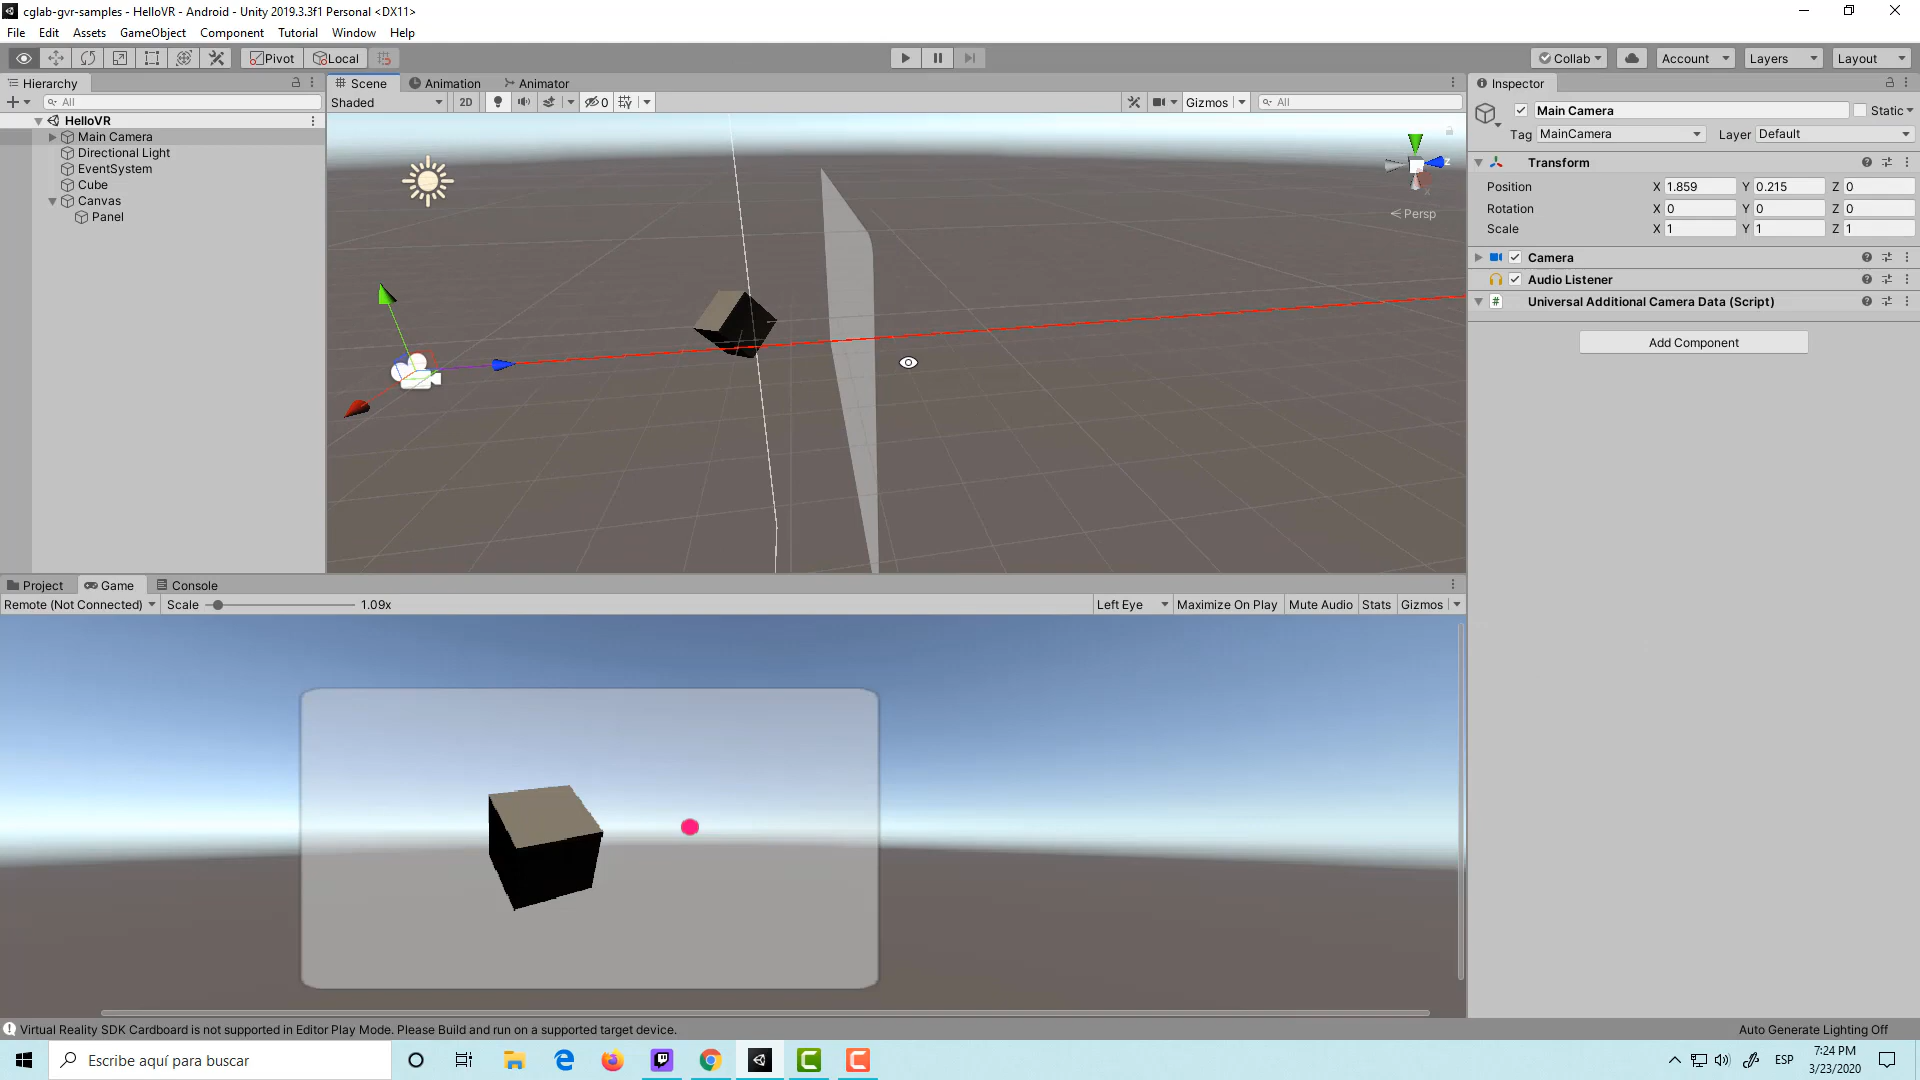 cglab-gvr-samples - HelloVR - Android - Unity 2019.3.3f1 Personal <DX11>
File Edit Assets GameObject Component Tutorial Window Help
Pivot Local Collab Account Layers Layout
Hierarchy
All
HelloVR
Main Camera
Directional Light
EventSystem
Cube
Canvas
Panel
Scene Animation Animator
Shaded 2D 0 Gizmos All
z
Persp
Inspector
Main Camera Static
Tag MainCamera Layer Default
Transform
Position X 1.859 Y 0.215 Z 0
Rotation X 0 Y 0 Z 0
Scale X 1 Y 1 Z 1
Camera
Audio Listener
# Universal Additional Camera Data (Script)
Add Component
Project Game Console
Remote (Not Connected) Scale 1.09x Left Eye Maximize On Play Mute Audio Stats Gizmos
Virtual Reality SDK Cardboard is not supported in Editor Play Mode. Please Build and run on a supported target device.
Auto Generate Lighting Off
Escribe aquí para buscar
ESP
7:24 PM
3/23/2020